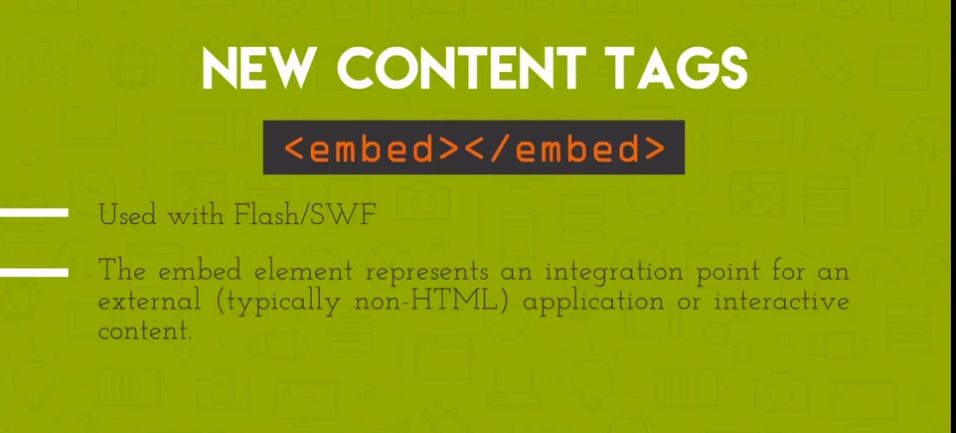 NEW CONTENT TAGS
<embed></embed>
Used with Flash/SWF
The embed element represents an integration point for an
external (typically non-HTML) application or interactive
content.